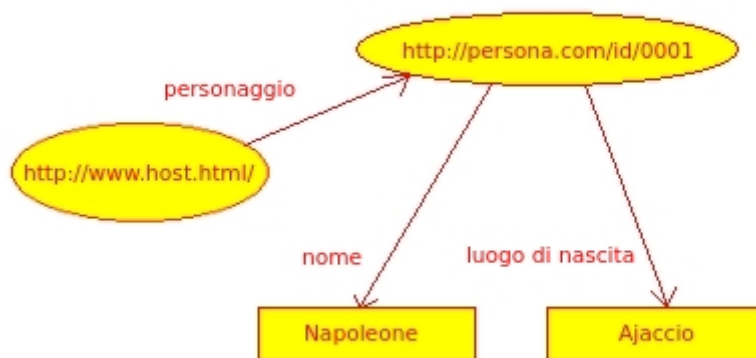 http://persona.com/id/0001
personaggio
http://www.host.html/
nome
luogo di nascita
Napoleone
Ajaccio